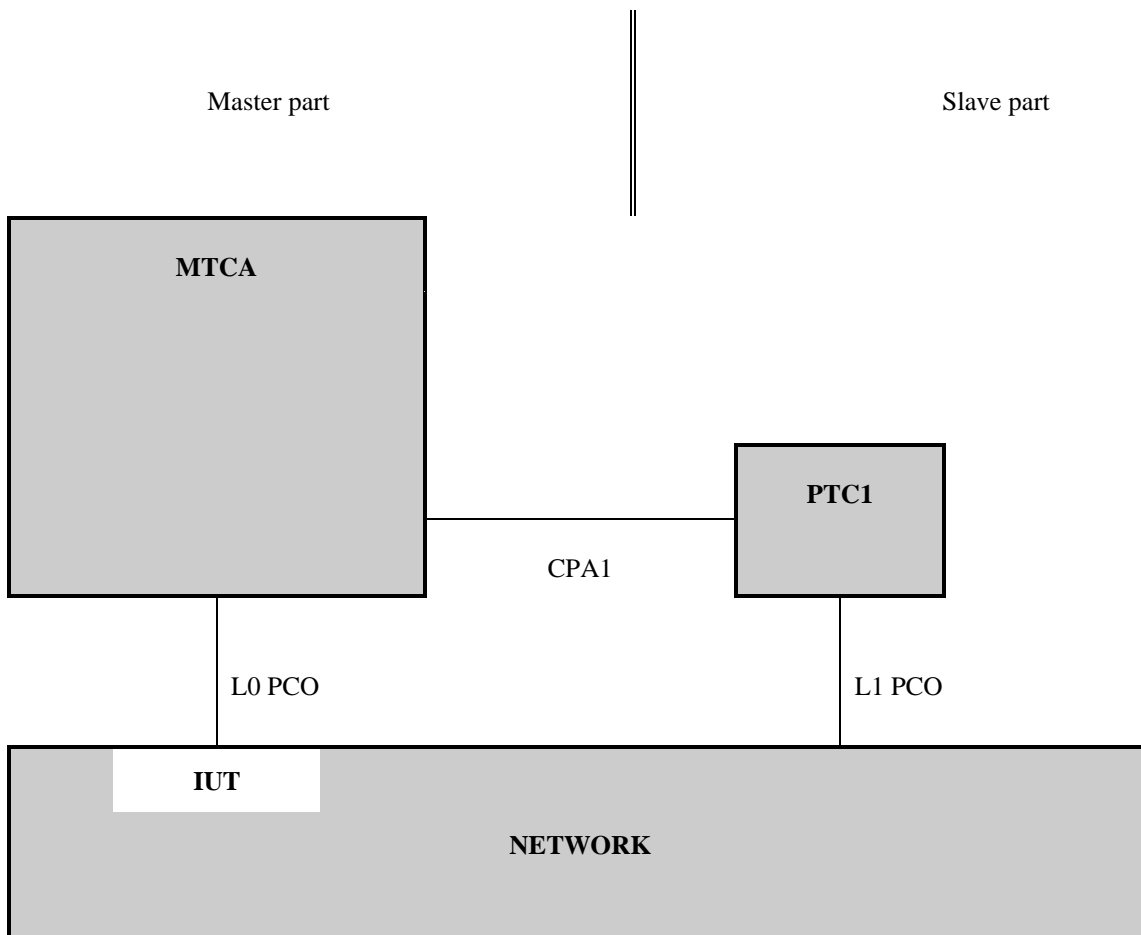 Master part
Slave part
MTCA
PTC1
CPA1
L0 PCO
L1 PCO
IUT
NETWORK